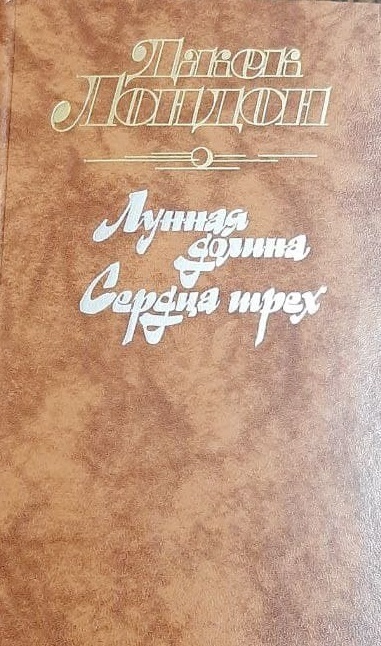 Джек
Лондон
Лунная
долина
Сердца трех